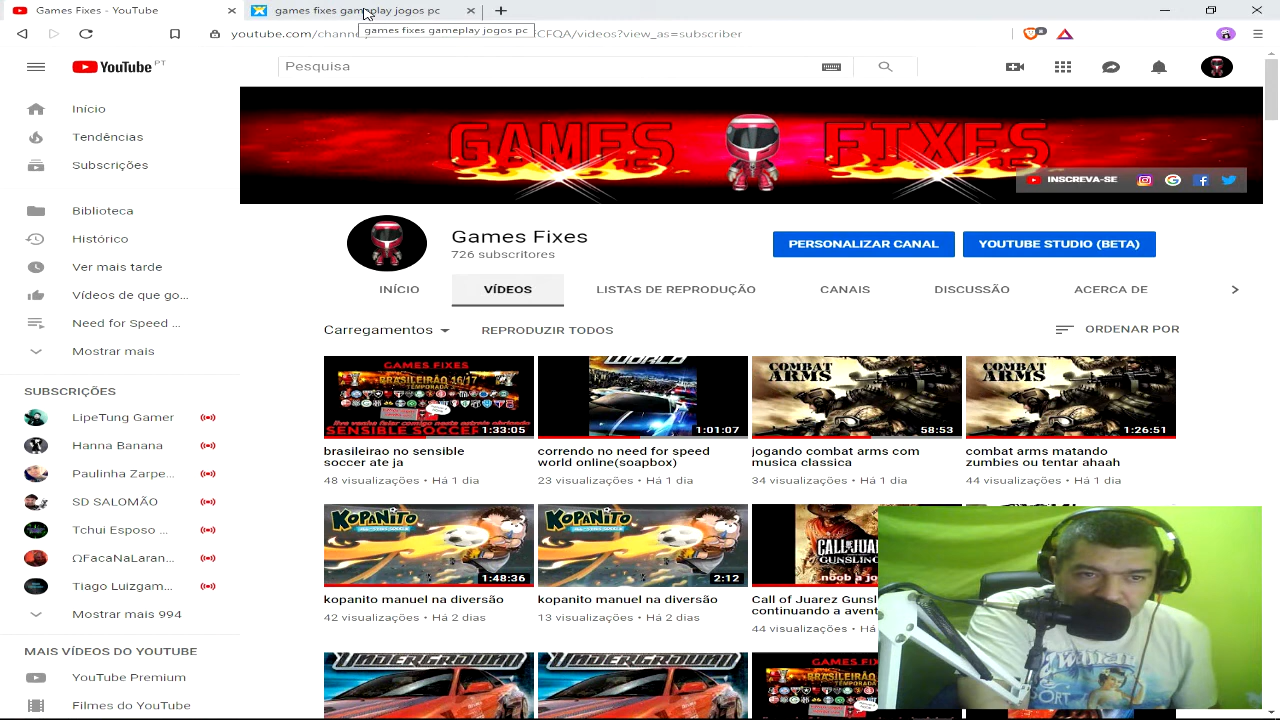 Games Fixes - YouTube
games fixes gameplay jogos pc
games fixes gameplay jogos pc
youtube.com/chann
CFQA/videos?view_as=subscriber
YouTube PT
Pesquisa
Início
Tendências
Subscrições
Biblioteca
Histórico
Ver mais tarde
Vídeos de que go...
Need for Speed ...
Mostrar mais
SUBSCRIÇÕES
LipeTung Gamer
Hanna Banana
Paulinha Zarpe...
SD SALOMÃO
Tchui Esposo ...
ΩFacaNaLaran...
Tiago Luizgam...
Mostrar mais 994
MAIS VÍDEOS DO YOUTUBE
YouTube Premium
Filmes do YouTube
GAMES FIXES
INSCREVA-SE
Games Fixes
726 subscritores
PERSONALIZAR CANAL
YOUTUBE STUDIO (BETA)
INÍCIO
VÍDEOS
LISTAS DE REPRODUÇÃO
CANAIS
DISCUSSÃO
ACERCA DE
Carregamentos
REPRODUZIR TODOS
ORDENAR POR
GAMES FIXES
BRASILEIRÃO 16/17
TEMPORADA
SENSIBLE SOCCER
1:33:05
brasileirao no sensible
soccer ate ja
48 visualizações • Há 1 dia
WORLD
1:01:07
correndo no need for speed
world online(soapbox)
23 visualizações • Há 1 dia
COMBAT
ARMS
58:53
jogando combat arms com
musica classica
34 visualizações • Há 1 dia
COMBAT
ARMS
1:26:51
combat arms matando
zumbies ou tentar ahaah
44 visualizações • Há 1 dia
KOPANITO
1:48:36
kopanito manuel na diversão
42 visualizações • Há 2 dias
KOPANITO
2:12
kopanito manual na diversão
13 visualizações • Há 2 dias
CALL
GUNSLIN
noob a jo
Call of Juarez Gunsl
continuando a avent
44 visualizações • Há
UNDERGROUND
UNDERGROUND
GAMES FI